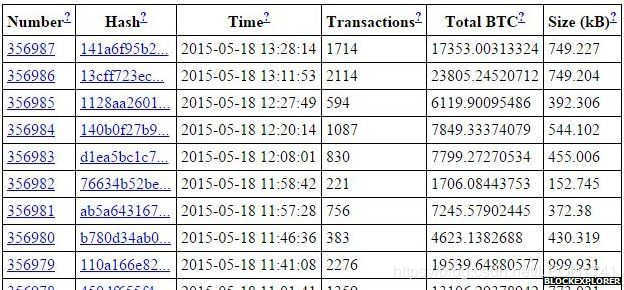 Number? Hash? Time? Transactions? Total BTC? Size (kB)?
356987 141a6f95b2... 2015-05-18 13:28:14 1714 17353.00313324 749.227
356986 13cff723ec... 2015-05-18 13:11:53 2114 23805.24520712 749.204
356985 1128aa2601... 2015-05-18 12:27:49 594 6119.90095486 392.306
356984 140b0f27b9... 2015-05-18 12:20:14 1087 7849.33374079 544.102
356983 d1ea5bc1c7... 2015-05-18 12:08:01 830 7799.27270534 455.006
356982 76634b52be... 2015-05-18 11:58:42 221 1706.08443753 152.745
356981 ab5a643167... 2015-05-18 11:57:28 756 7245.57902445 372.38
356980 b780d34ab0... 2015-05-18 11:46:36 383 4623.1382688 430.319
356979 110a166e82... 2015-05-18 11:41:08 2276 19539.64880577 999.931
BLOCKEXPLORER